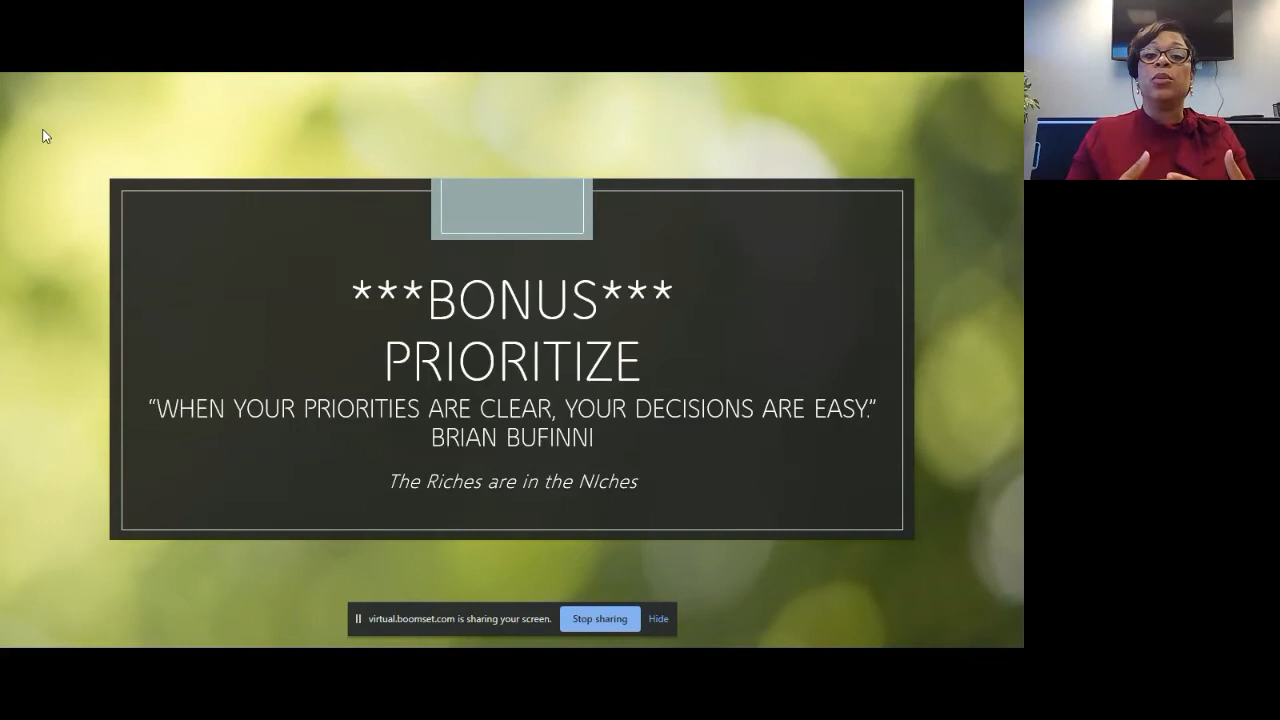 ***BONUS***
PRIORITIZE
“WHEN YOUR PRIORITIES ARE CLEAR, YOUR DECISIONS ARE EASY.”
BRIAN BUFINNI
The Riches are in the NIches
virtual.boomset.com is sharing your screen. Stop sharing Hide